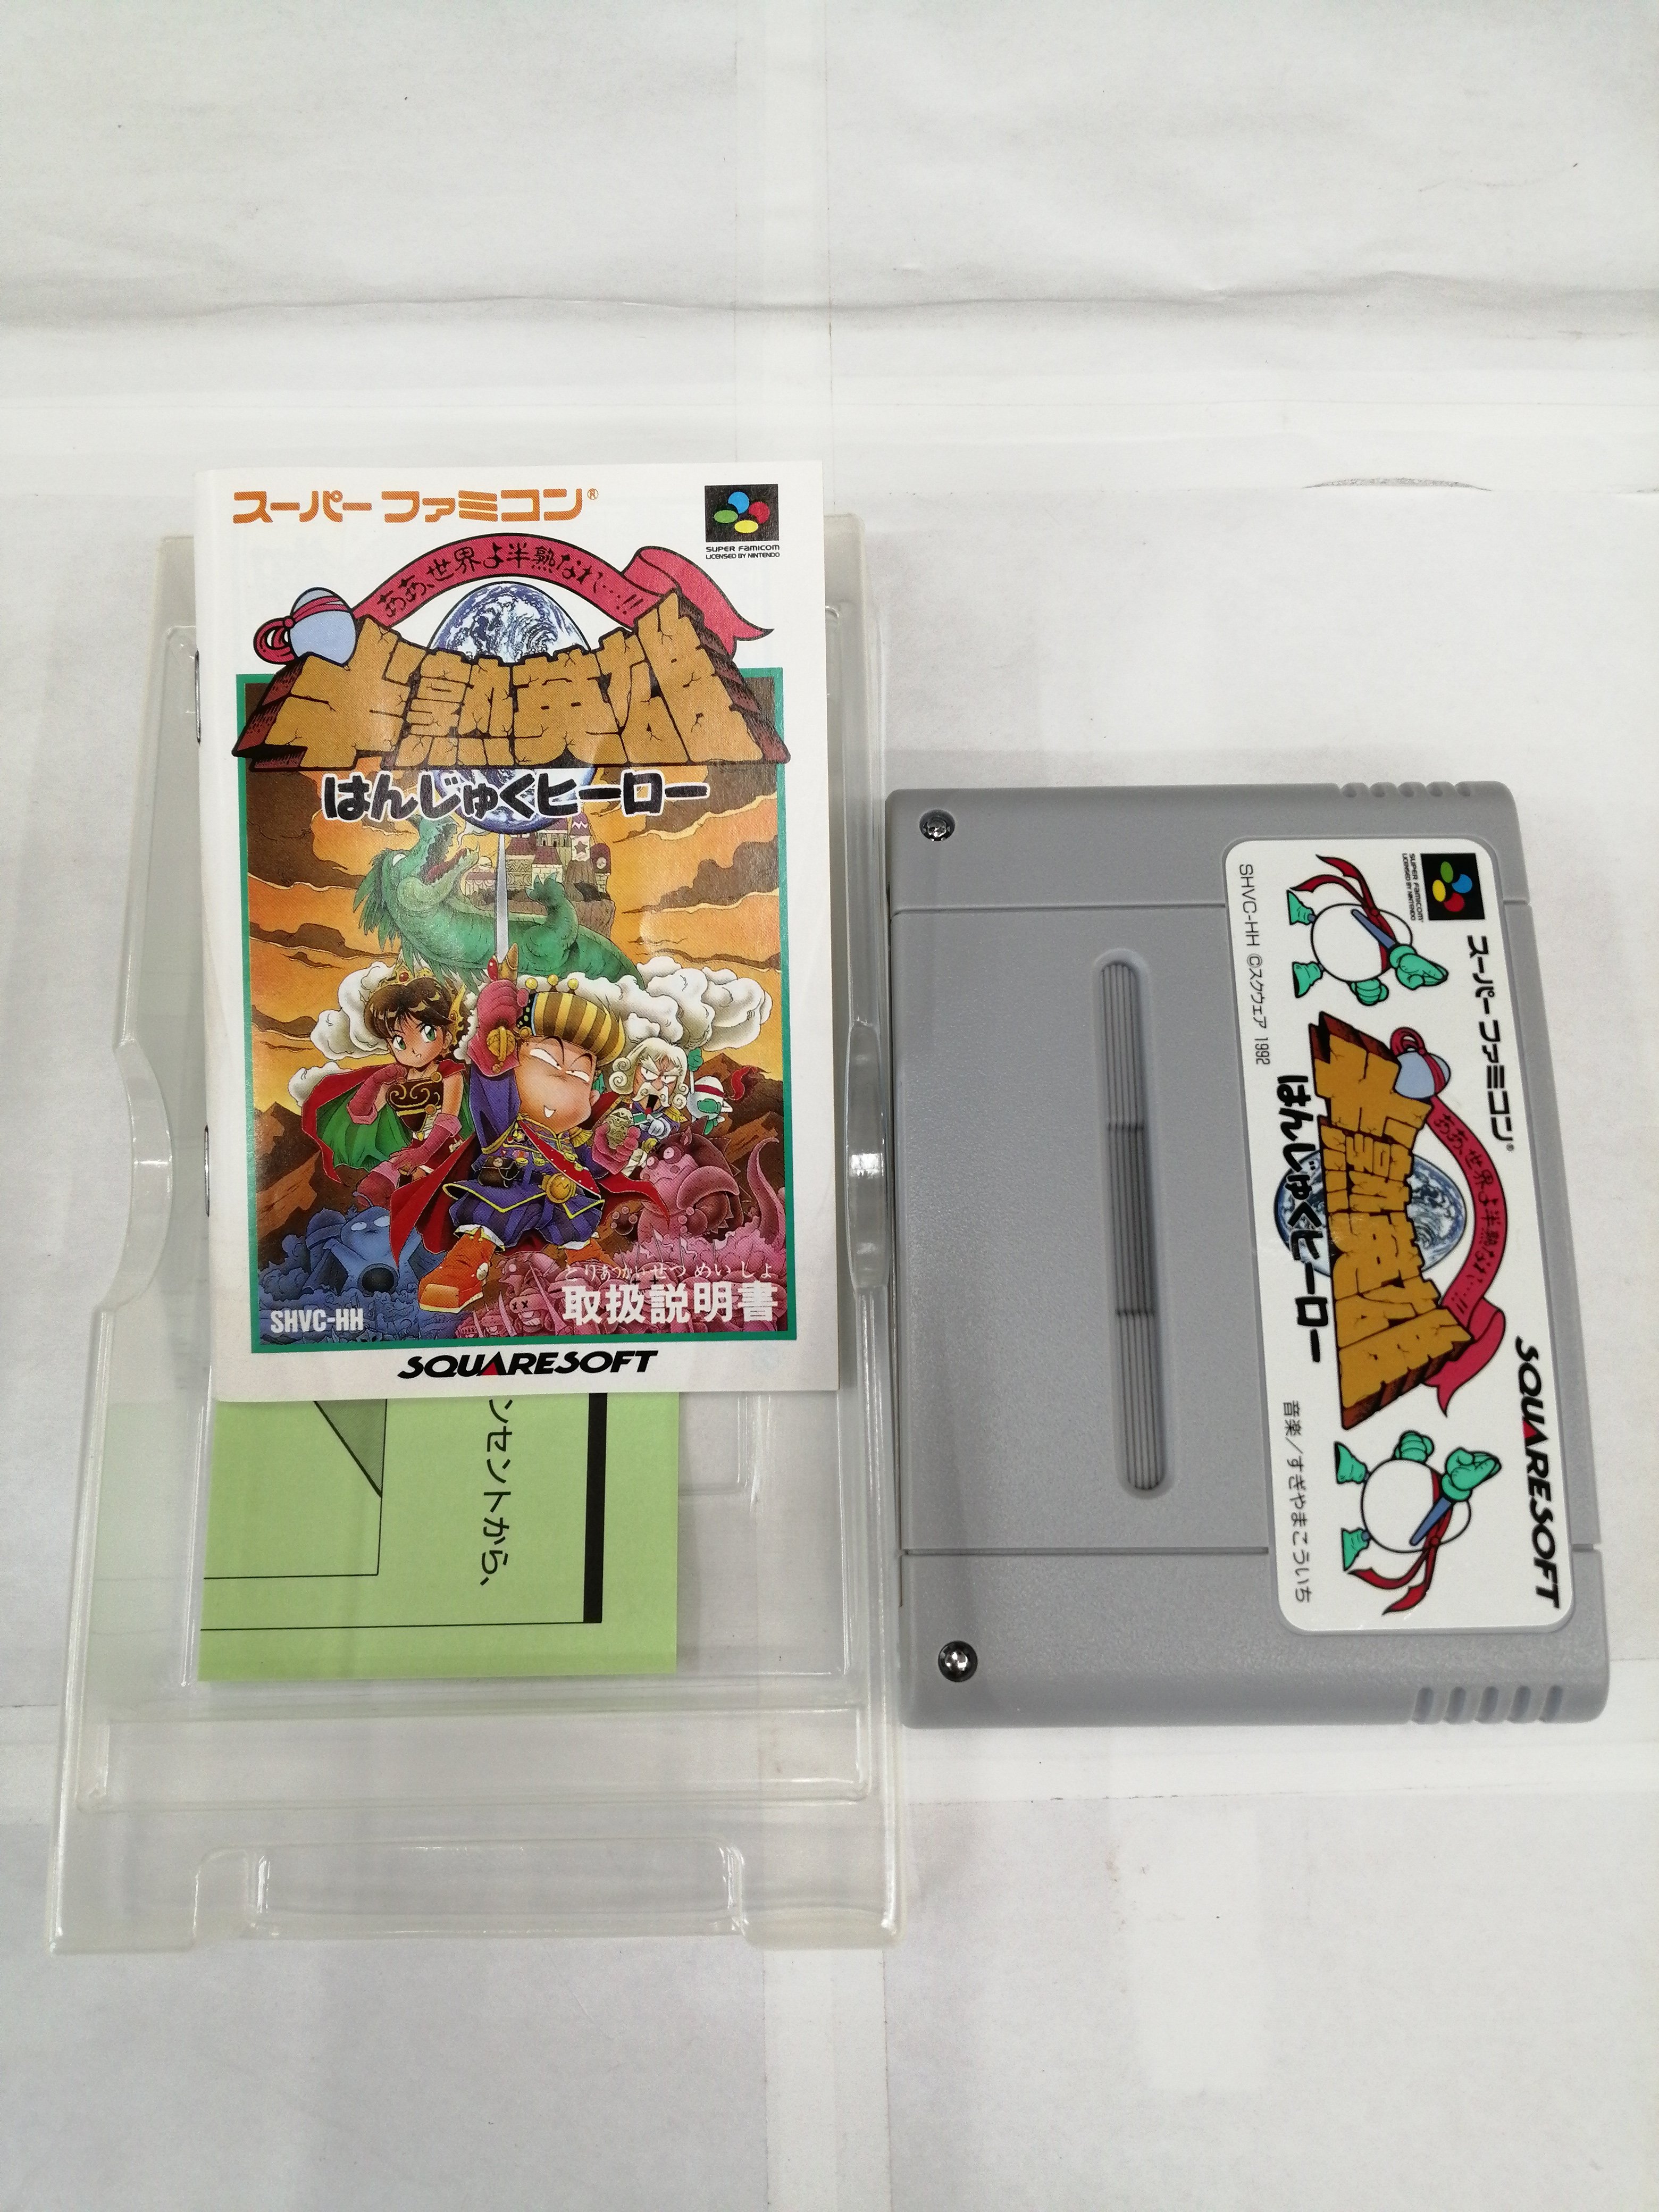 スーパーファミコン®
SUPER FAMICOM
LICENSED BY NINTENDO
ああ、世界よ半熟なれ…!!
半熟英雄
はんじゅくヒーロー
とりあつかいせつめいしょ
取扱説明書
SHVC-HH
SQUARESOFT
ンセントから、
スーパーファミコン®
SQUARESOFT
SUPER FAMICOM
LICENSED BY NINTENDO
ああ、世界よ半熟なれ…!!
半熟英雄
はんじゅくヒーロー
SHVC-HH ©スクウェア 1992
音楽/すぎやまこういち